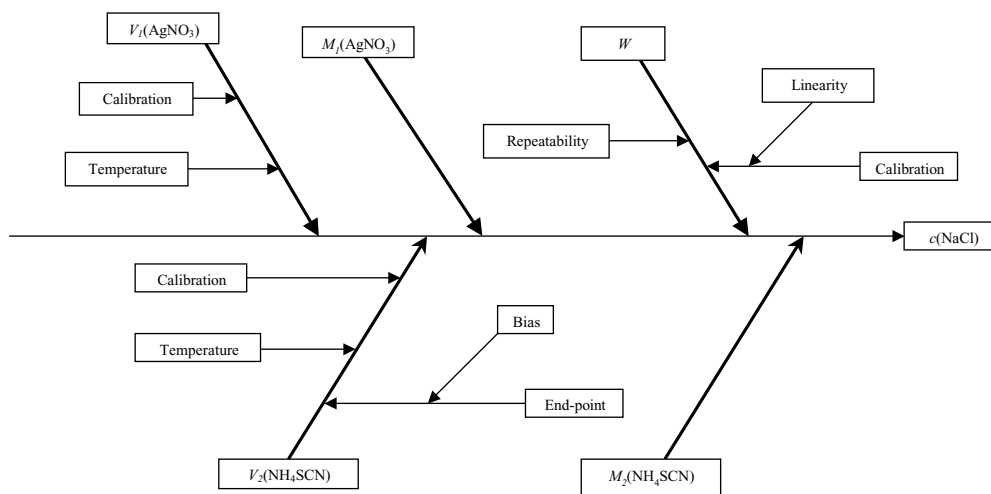 V₁(AgNO₃)
M₁(AgNO₃)
W
Calibration
Linearity
Repeatability
Temperature
Calibration
c(NaCl)
Calibration
Bias
Temperature
End-point
V₂(NH₄SCN)
M₂(NH₄SCN)